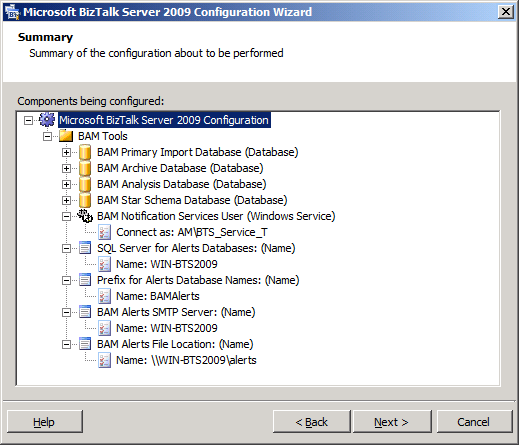 Microsoft BizTalk Server 2009 Configuration Wizard
Summary
Summary of the configuration about to be performed
Components being configured:
Microsoft BizTalk Server 2009 Configuration
BAM Tools
BAM Primary Import Database (Database)
BAM Archive Database (Database)
BAM Analysis Database (Database)
BAM Star Schema Database (Database)
BAM Notification Services User (Windows Service)
Connect as: AM\BTS_Service_T
SQL Server for Alerts Databases: (Name)
Name: WIN-BTS2009
Prefix for Alerts Database Names: (Name)
Name: BAMAlerts
BAM Alerts SMTP Server: (Name)
Name: WIN-BTS2009
BAM Alerts File Location: (Name)
Name: \\WIN-BTS2009\alerts
Help < Back Next > Cancel